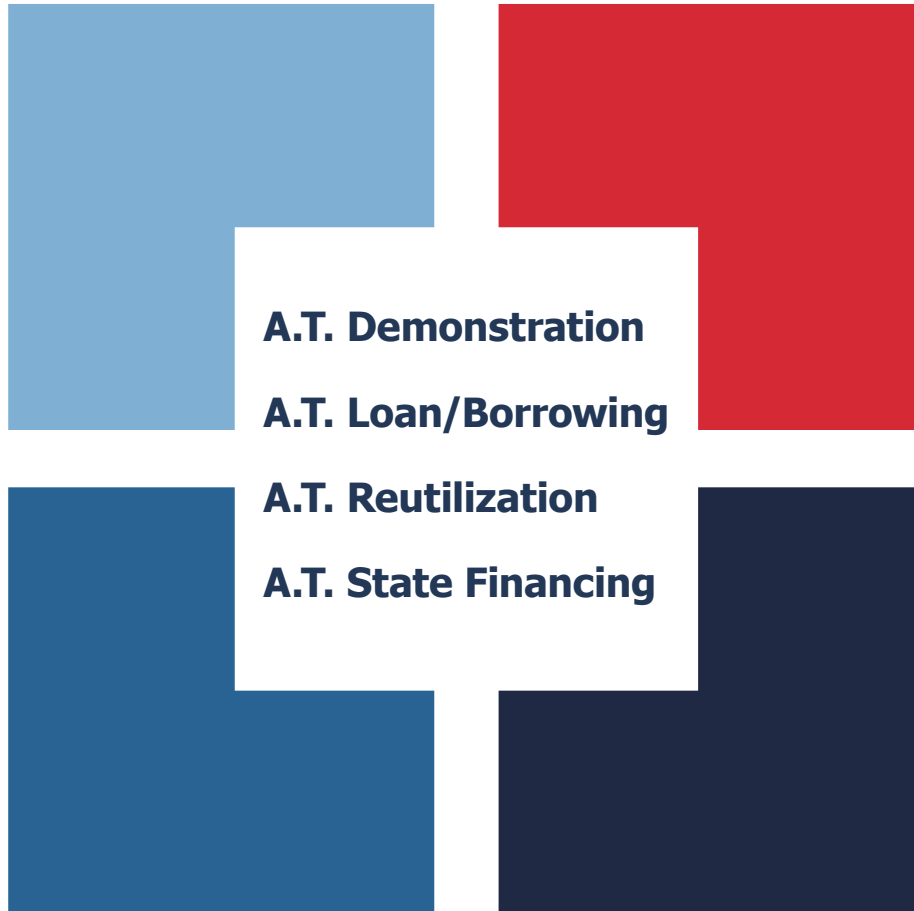 A.T. Demonstration
A.T. Loan/Borrowing
A.T. Reutilization
A.T. State Financing